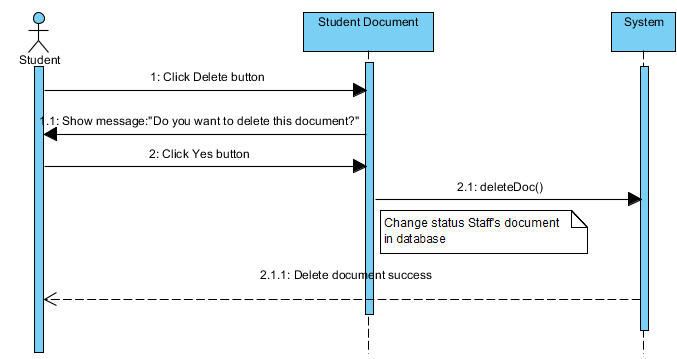 Student Document
System
Student
1: Click Delete button
1.1: Show message:"Do you want to delete this document?"
2: Click Yes button
2.1: deleteDoc()
Change status Staff's document
in database
2.1.1: Delete document success